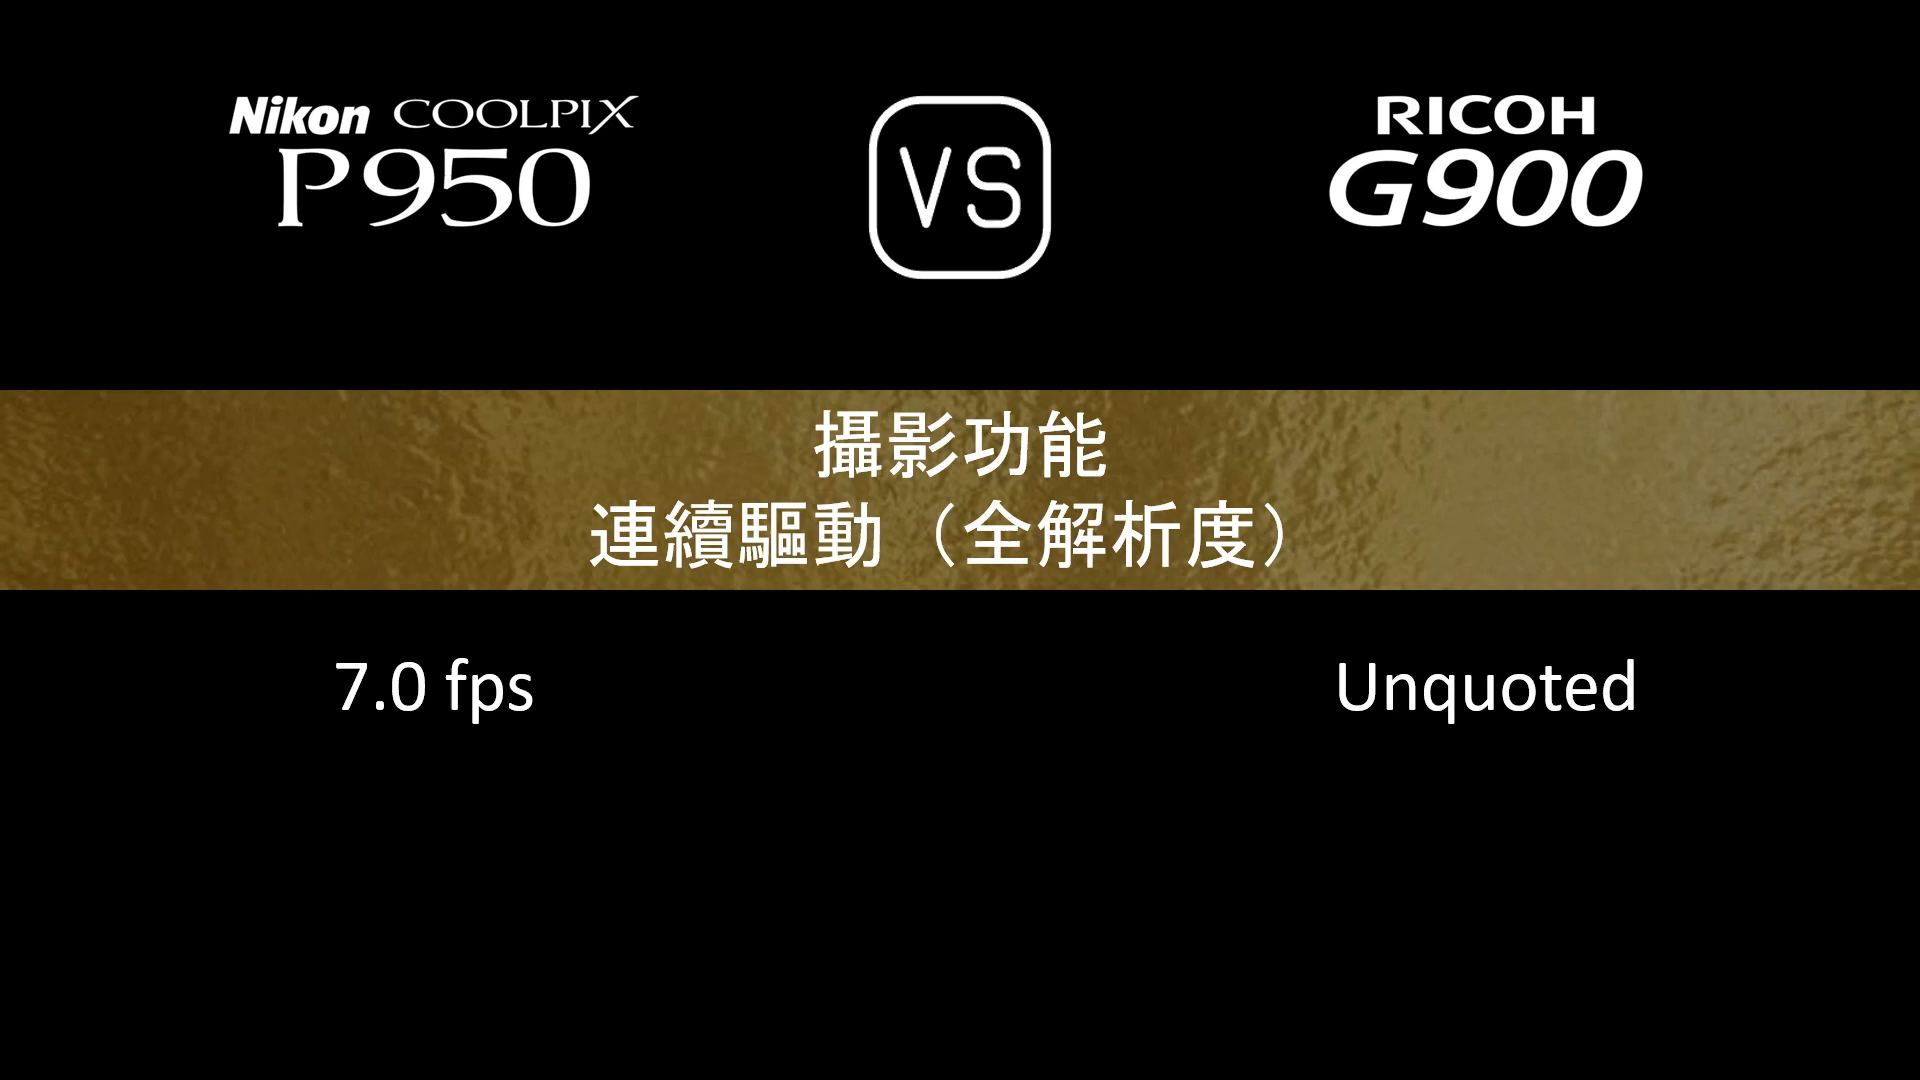 Nikon COOLPIX
P950
VS
RICOH
G900
攝影功能
連續驅動（全解析度）
7.0 fps
Unquoted